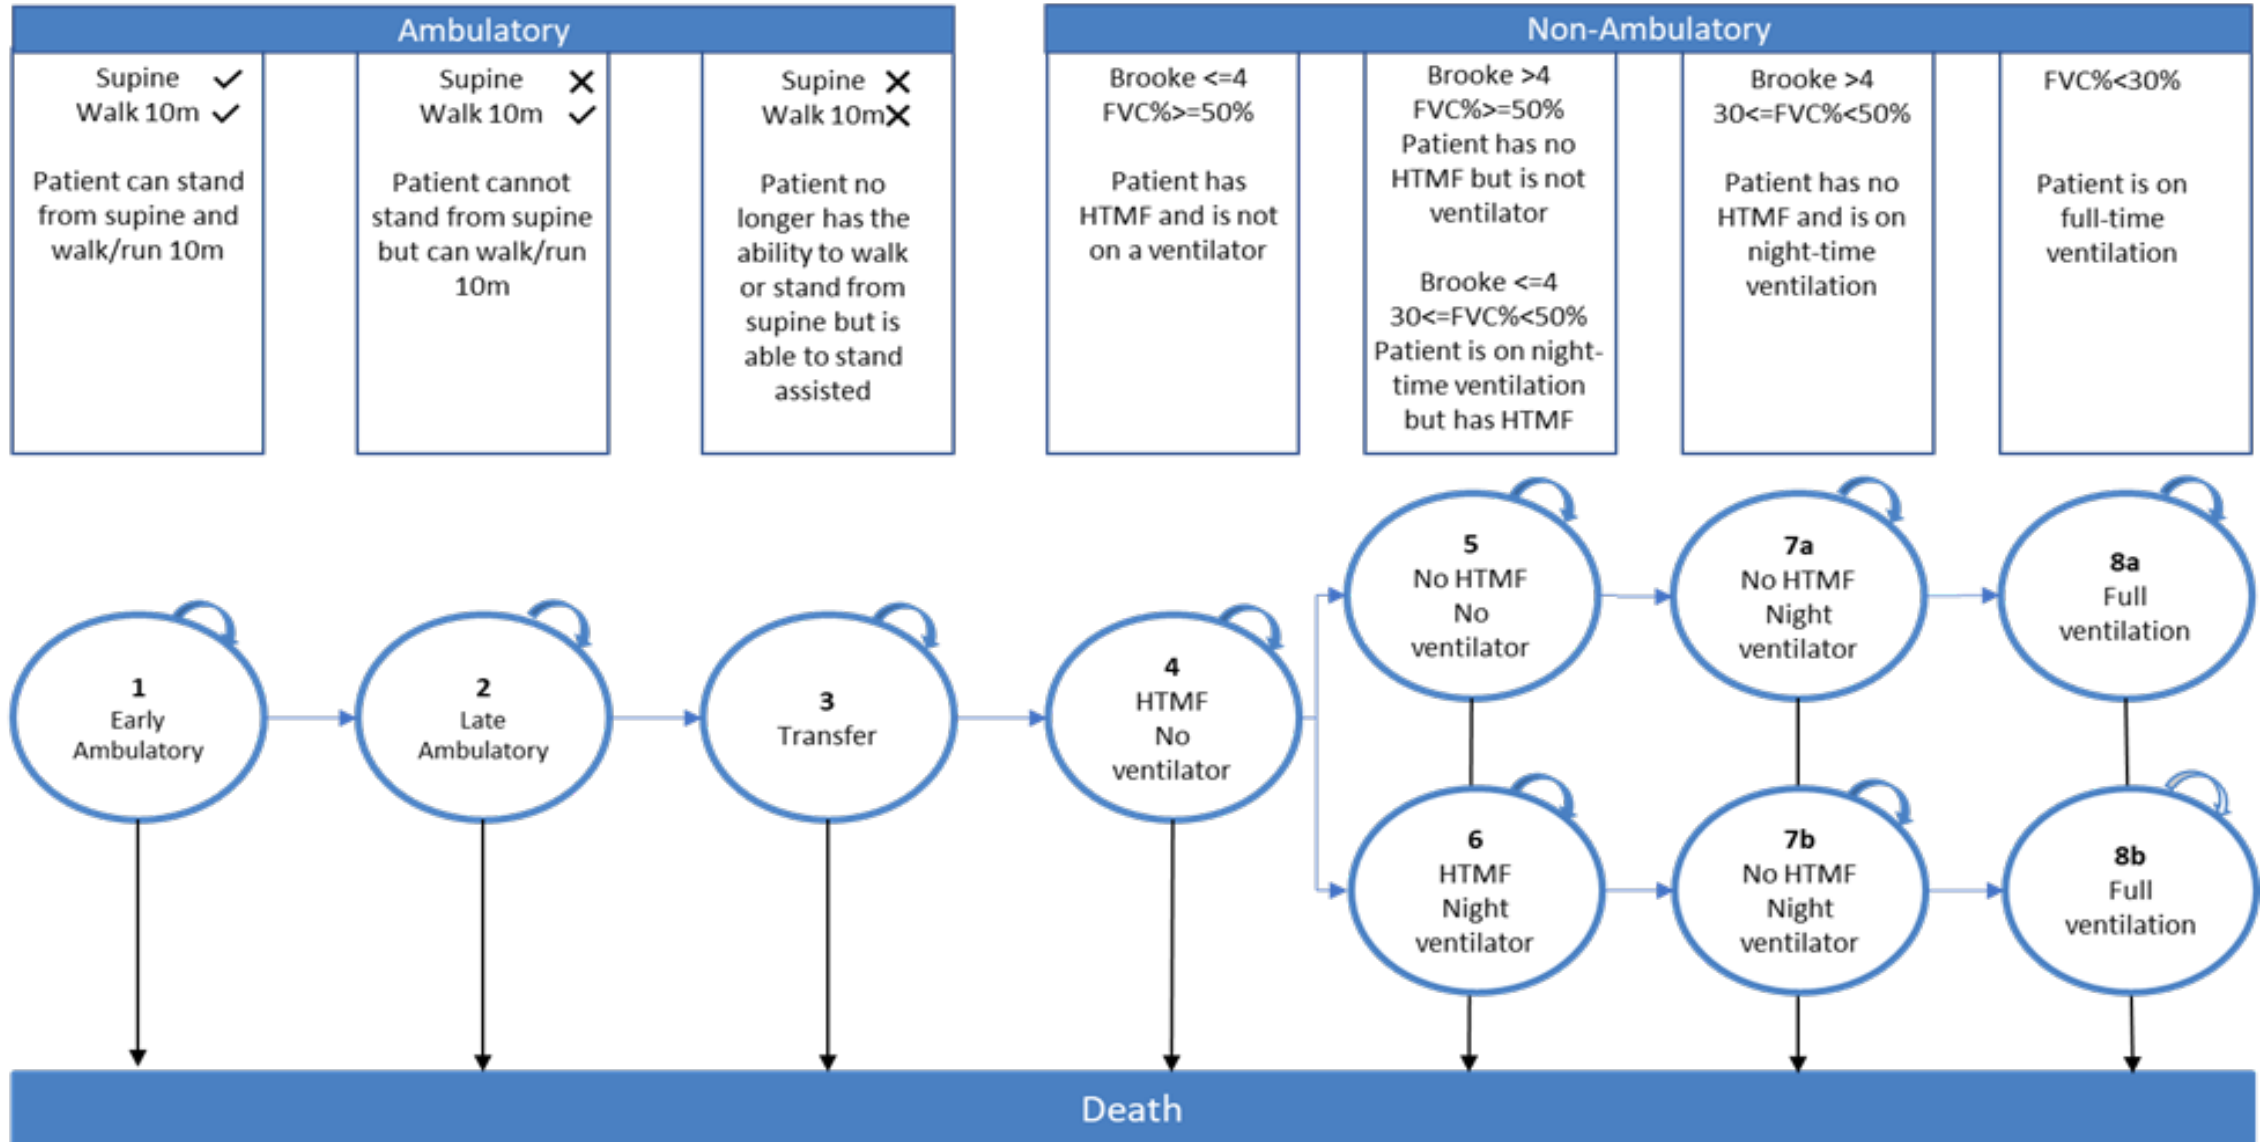 Ambulatory
Supine ✓
Walk 10m ✓
Patient can stand
from supine and
walk/run 10m
Supine ✕
Walk 10m ✓
Patient cannot
stand from supine
but can walk/run
10m
Supine ✕
Walk 10m✕
Patient no
longer has the
ability to walk
or stand from
supine but is
able to stand
assisted
Non-Ambulatory
Brooke <=4
FVC%>=50%
Patient has
HTMF and is not
on a ventilator
Brooke >4
FVC%>=50%
Patient has no
HTMF but is not
ventilator
Brooke <=4
30<=FVC%<50%
Patient is on night-
time ventilation
but has HTMF
Brooke >4
30<=FVC%<50%
Patient has no
HTMF and is on
night-time
ventilation
FVC%<30%
Patient is on
full-time
ventilation
1
Early
Ambulatory
2
Late
Ambulatory
3
Transfer
4
HTMF
No
ventilator
5
No HTMF
No
ventilator
7a
No HTMF
Night
ventilator
8a
Full
ventilation
6
HTMF
Night
ventilator
7b
No HTMF
Night
ventilator
8b
Full
ventilation
Death